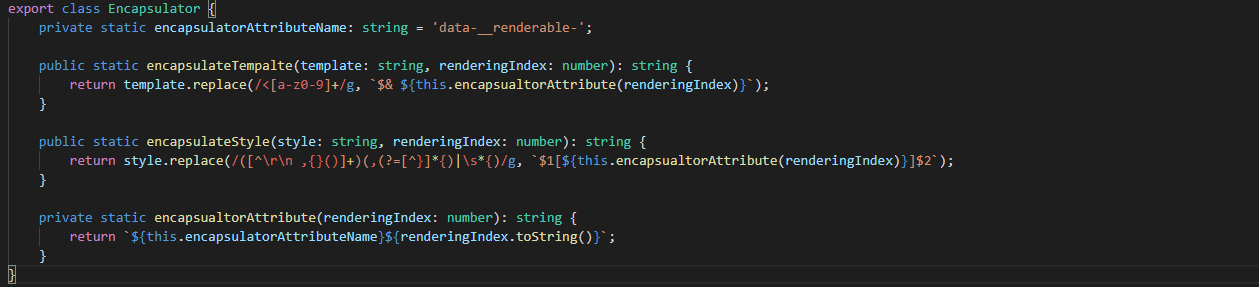 export class Encapsulator {
    private static encapsulatorAttributeName: string = 'data-__renderable-';

    public static encapsulateTempalte(template: string, renderingIndex: number): string {
        return template.replace(/<[a-z0-9]+/g, `$& ${this.encapsualtorAttribute(renderingIndex)}`);
    }

    public static encapsulateStyle(style: string, renderingIndex: number): string {
        return style.replace(/([^\r\n ,{}()]+)(,(?=[^}]*{)|\s*{)/g, `$1[${this.encapsualtorAttribute(renderingIndex)}]$2`);
    }

    private static encapsualtorAttribute(renderingIndex: number): string {
        return `${this.encapsulatorAttributeName}${renderingIndex.toString()}`;
    }
}